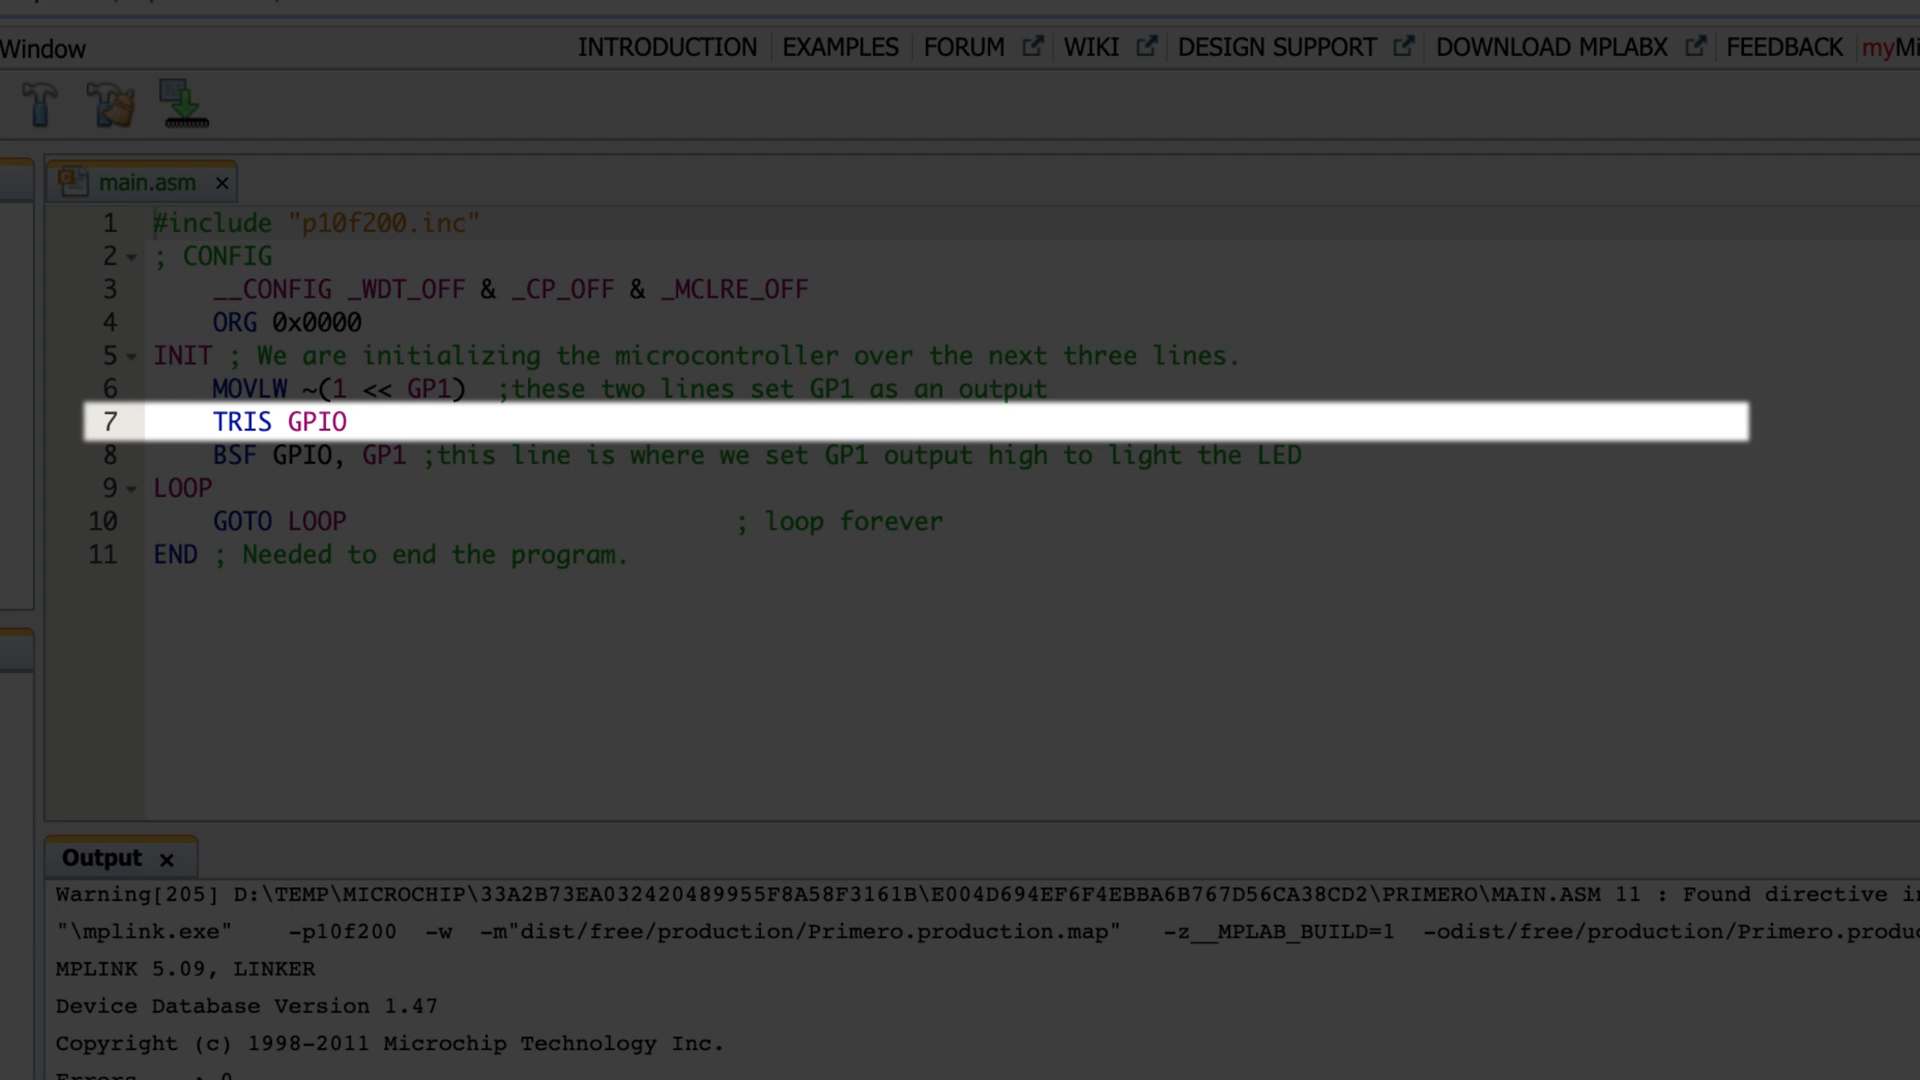 Window INTRODUCTION EXAMPLES FORUM WIKI DESIGN SUPPORT DOWNLOAD MPLABX FEEDBACK
main.asm
1 #include "p10f200.inc"
2 ; CONFIG
3 __CONFIG _WDT_OFF & _CP_OFF & _MCLRE_OFF
4 ORG 0x0000
5 INIT ; We are initializing the microcontroller over the next three lines.
6 MOVLW ~(1 << GP1) ;these two lines set GP1 as an output
7 TRIS GPIO
8 BSF GPIO, GP1 ;this line is where we set GP1 output high to light the LED
9 LOOP
10 GOTO LOOP ; loop forever
11 END ; Needed to end the program.
Output
Warning[205] D:\TEMP\MICROCHIP\33A2B73EA032420489955F8A58F3161B\E004D694EF6F4EBBA6B767D56CA38CD2\PRIMERO\MAIN.ASM 11 : Found directive
"\mplink.exe" -p10f200 -w -m"dist/free/production/Primero.production.map" -z__MPLAB_BUILD=1 -odist/free/production/Primero.produc
MPLINK 5.09, LINKER
Device Database Version 1.47
Copyright (c) 1998-2011 Microchip Technology Inc.